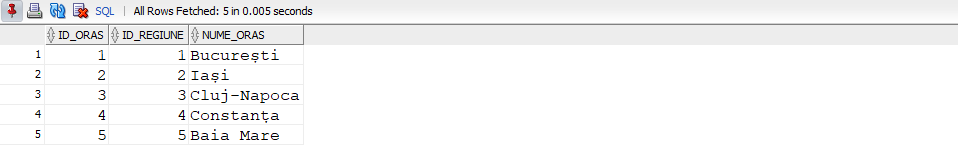 SQL | All Rows Fetched: 5 in 0.005 seconds
ID_ORAS ID_REGIUNE NUME_ORAS
1 1 1 București
2 2 2 Iași
3 3 3 Cluj-Napoca
4 4 4 Constanța
5 5 5 Baia Mare